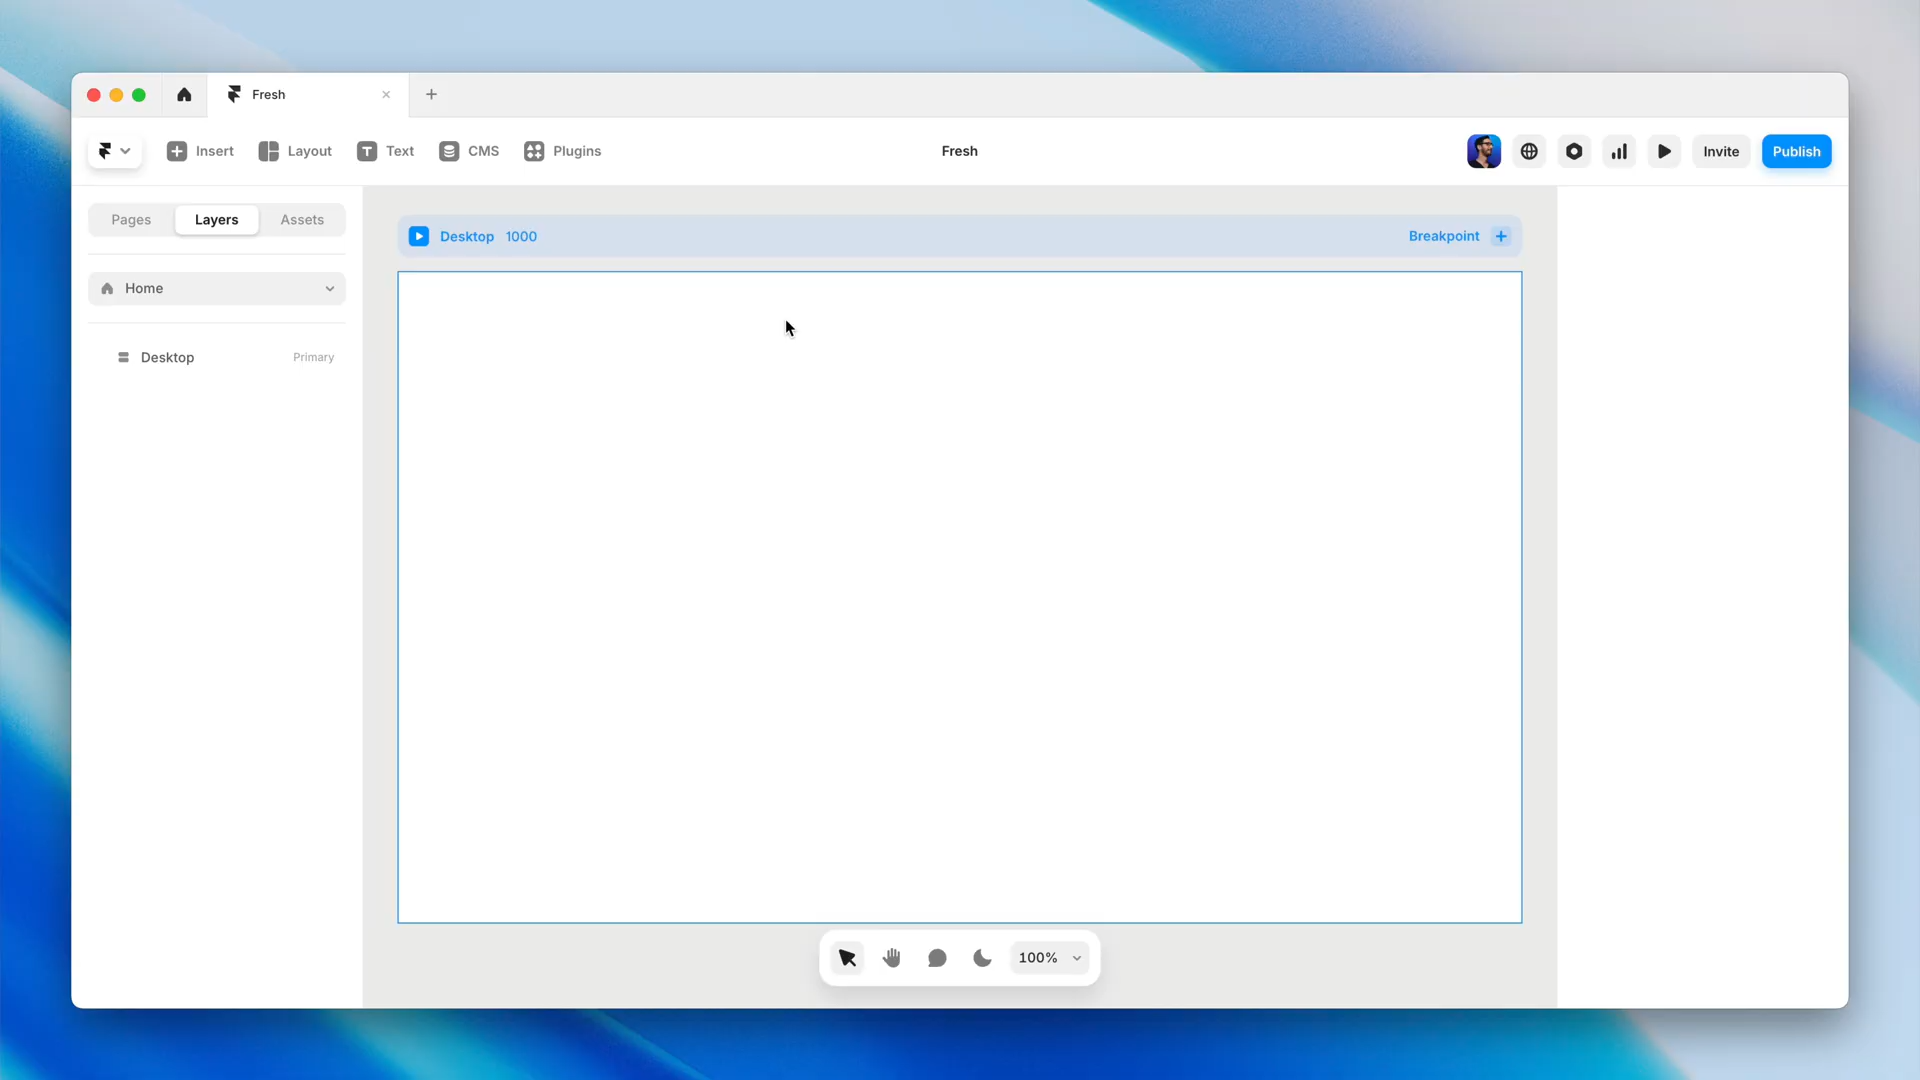 Fresh
Insert Layout Text CMS Plugins
Fresh
Invite Publish
Pages Layers Assets
Home
Desktop Primary
Desktop 1000 Breakpoint
100%